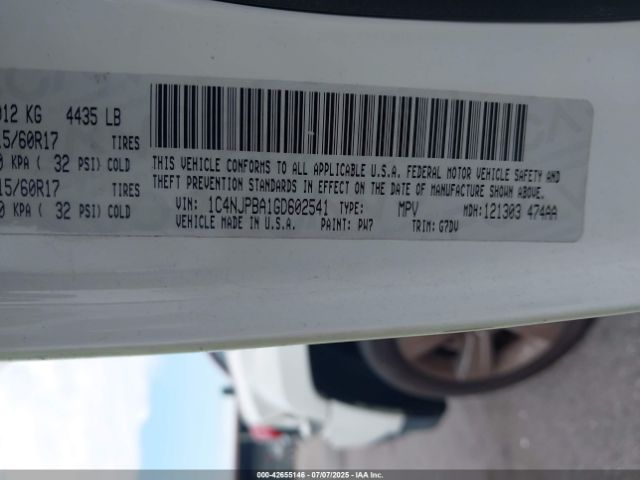 012 KG 4435 LB
15/60R17 TIRES
0 KPA ( 32 PSI) COLD
15/60R17 TIRES
0 KPA ( 32 PSI) COLD
THIS VEHICLE CONFORMS TO ALL APPLICABLE U.S.A. FEDERAL MOTOR VEHICLE SAFETY AND
THEFT PREVENTION STANDARDS IN EFFECT ON THE DATE OF MANUFACTURE SHOWN ABOVE.
VIN: 1C4NJPBA1GD602541 TYPE: MPV MDH:121303 474AA
VEHICLE MADE IN U.S.A. PAINT: PW7 TRIM: G7DV
000-42655146 - 07/07/2025 - IAA Inc.